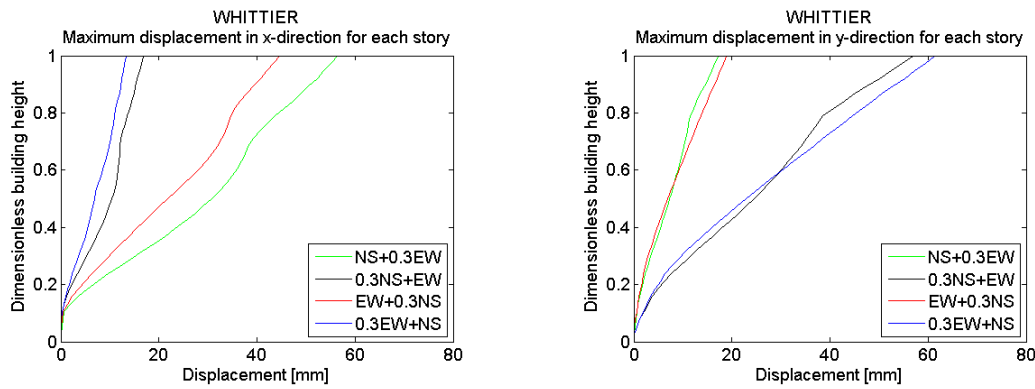 WHITTIER
Maximum displacement in x-direction for each story
Dimensionless building height
1
0.8
0.6
0.4
0.2
0
0 20 40 60 80
Displacement [mm]
NS+0.3EW
0.3NS+EW
EW+0.3NS
0.3EW+NS
WHITTIER
Maximum displacement in y-direction for each story
Dimensionless building height
1
0.8
0.6
0.4
0.2
0
0 20 40 60 80
Displacement [mm]
NS+0.3EW
0.3NS+EW
EW+0.3NS
0.3EW+NS